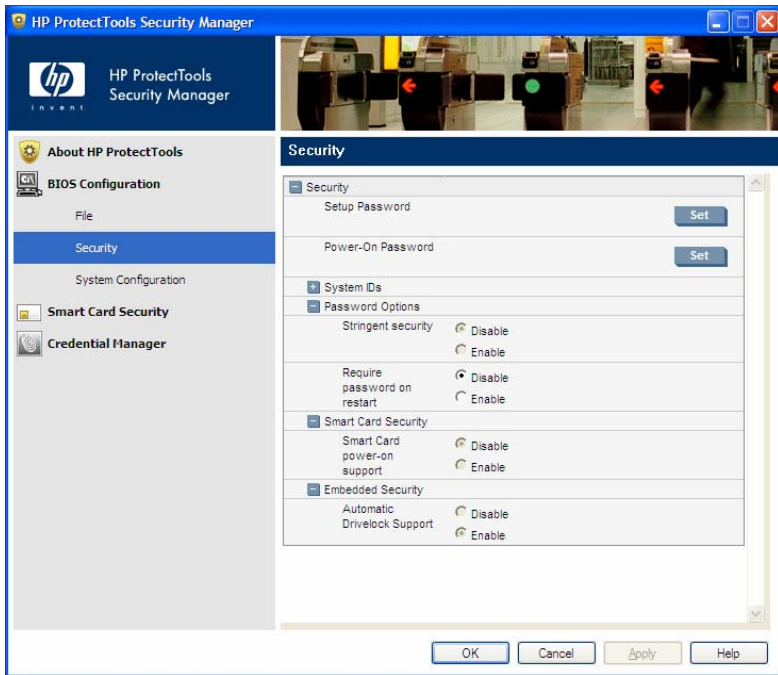 HP ProtectTools Security Manager
hp
invent
HP ProtectTools
Security Manager
About HP ProtectTools
BIOS Configuration
File
Security
System Configuration
Smart Card Security
Credential Manager
Security
Security
Setup Password
Set
Power-On Password
Set
System IDs
Password Options
Stringent security
Disable
Enable
Require
password on
restart
Disable
Enable
Smart Card Security
Smart Card
power-on
support
Disable
Enable
Embedded Security
Automatic
Drivelock Support
Disable
Enable
OK
Cancel
Apply
Help